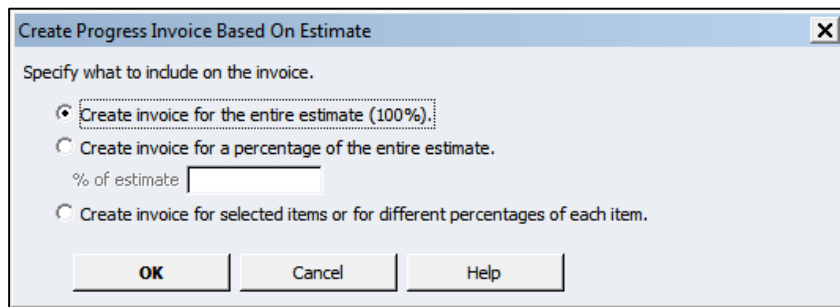 Create Progress Invoice Based On Estimate
Specify what to include on the invoice.
Create invoice for the entire estimate (100%).
Create invoice for a percentage of the entire estimate.
% of estimate
Create invoice for selected items or for different percentages of each item.
OK Cancel Help